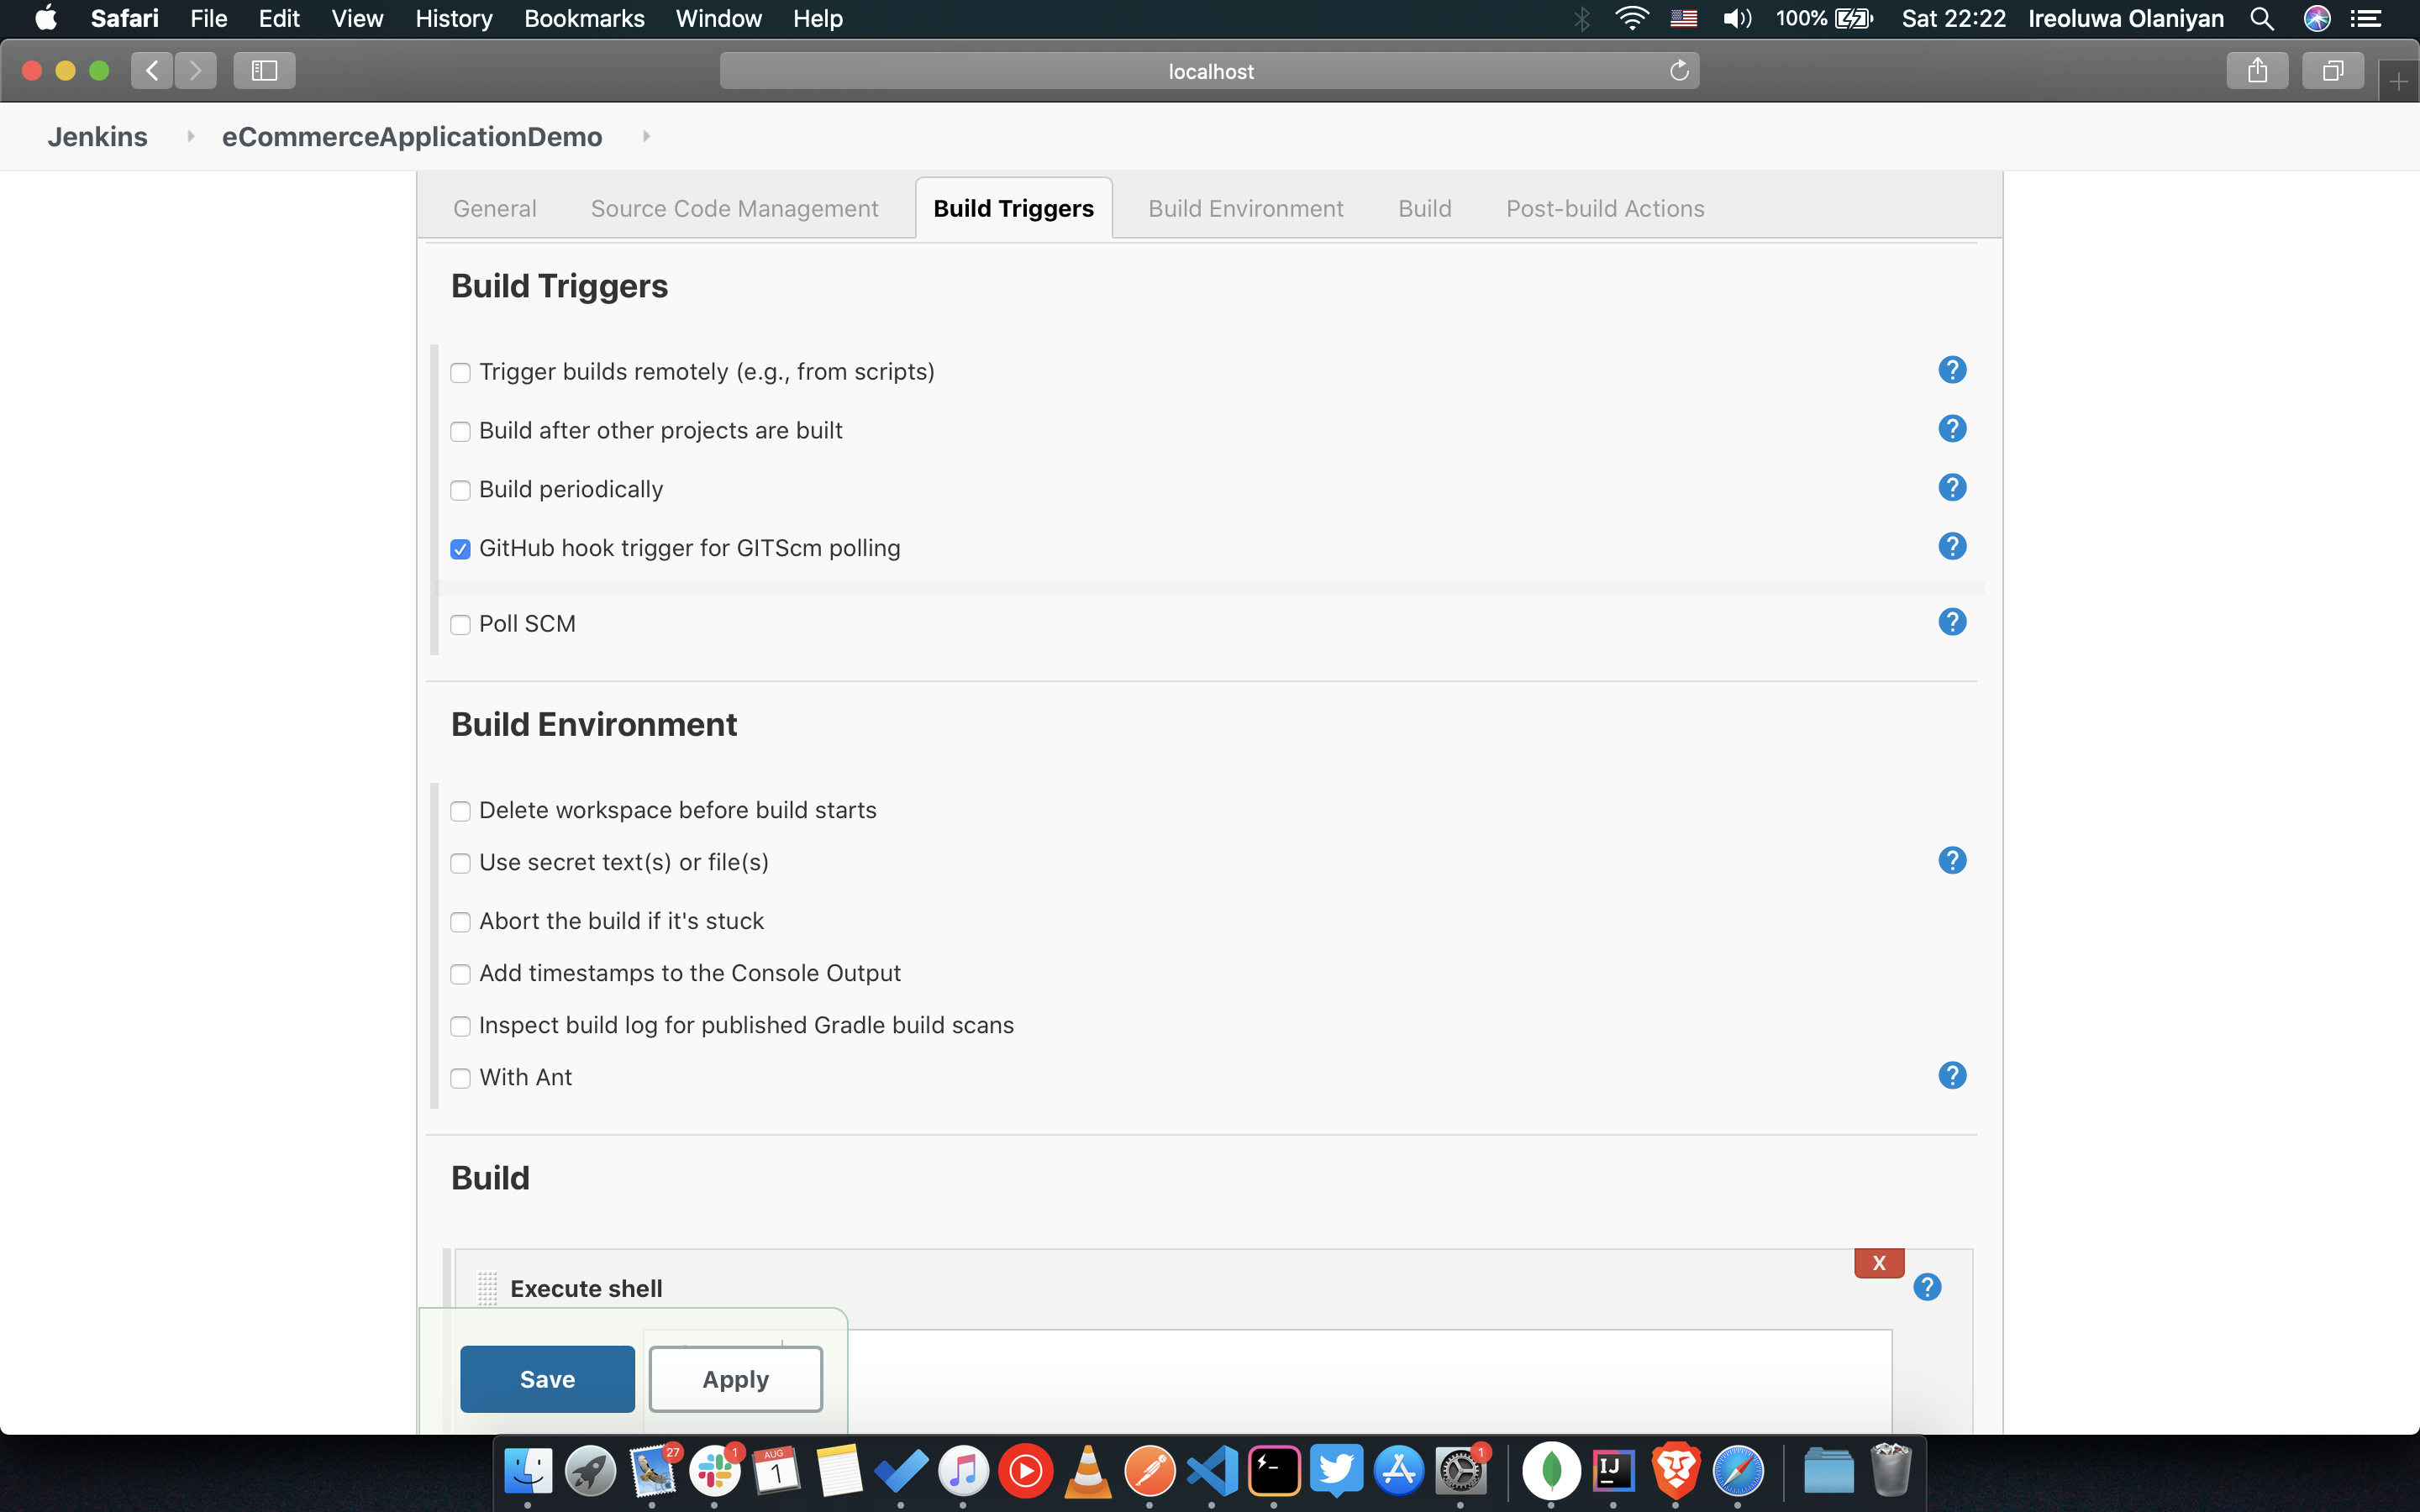 Safari File Edit View History Bookmarks Window Help 100% Sat 22:22 Ireoluwa Olaniyan
localhost
Jenkins eCommerceApplicationDemo
General Source Code Management Build Triggers Build Environment Build Post-build Actions
Build Triggers
Trigger builds remotely (e.g., from scripts) ?
Build after other projects are built ?
Build periodically ?
GitHub hook trigger for GITScm polling ?
Poll SCM ?
Build Environment
Delete workspace before build starts
Use secret text(s) or file(s) ?
Abort the build if it's stuck
Add timestamps to the Console Output
Inspect build log for published Gradle build scans
With Ant ?
Build
X
Execute shell ?
Save Apply
27 1 AUG 1 IJ 1